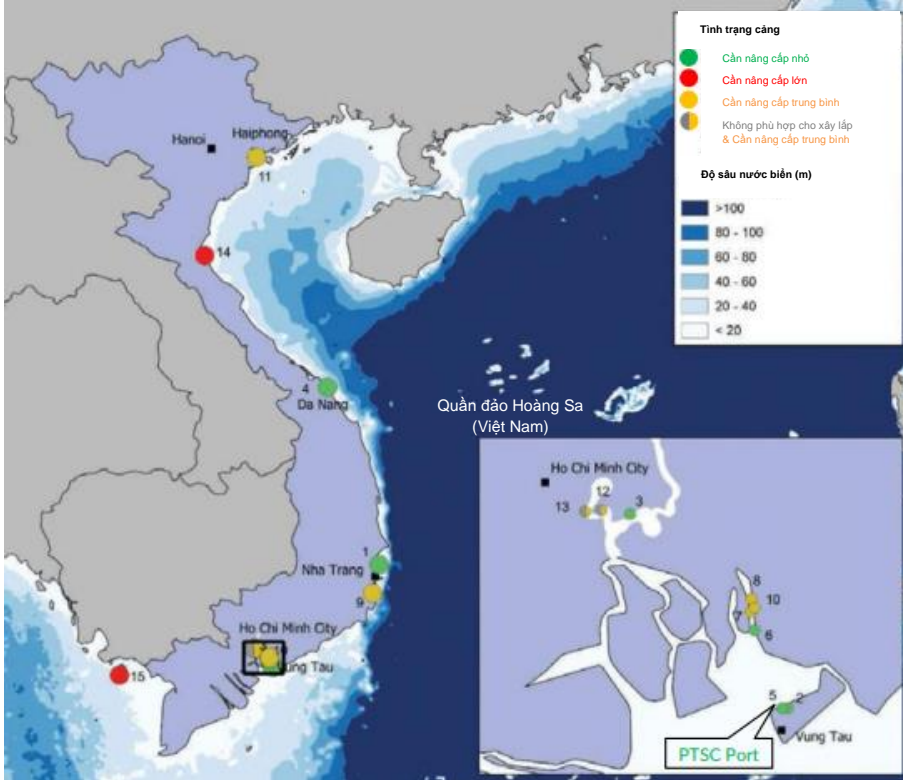 Tình trạng cảng
Cần nâng cấp nhỏ
Cần nâng cấp lớn
Cần nâng cấp trung bình
Không phù hợp cho xây lắp
& Cần nâng cấp trung bình
Độ sâu nước biển (m)
>100
80 - 100
60 - 80
40 - 60
20 - 40
< 20
Hanoi
Haiphong
11
14
4
Da Nang
Quần đảo Hoàng Sa
(Việt Nam)
1
Nha Trang
9
Ho Chi Minh City
ung Tau
15
Ho Chi Minh City
12
13
3
8
10
7
6
5
2
Vung Tau
PTSC Port